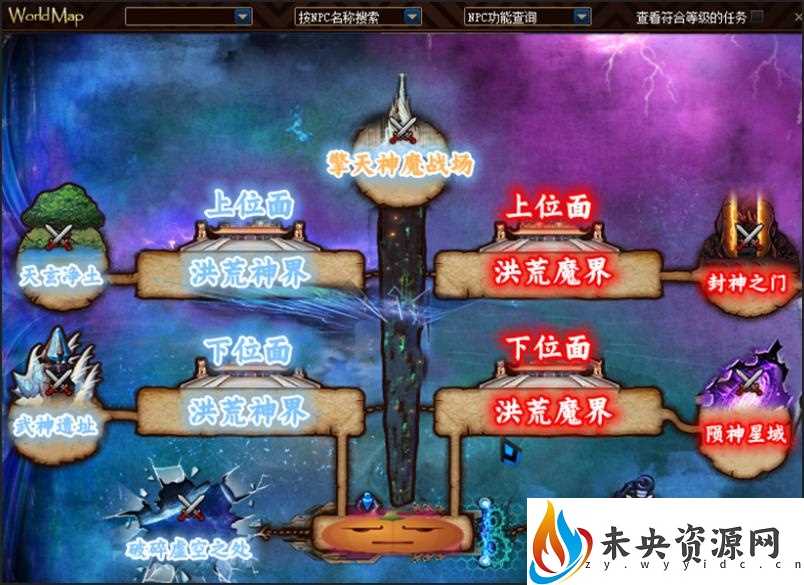 World Map
按NPC名称搜索
NPC功能查询
查看符合等级的任务
擎天神魔战场
上位面
上位面
天玄净土
洪荒神界
洪荒魔界
封神之门
下位面
下位面
武神遗址
洪荒神界
洪荒魔界
陨神星域
破碎虚空之处
未央资源网
zy.wyyidc.cn